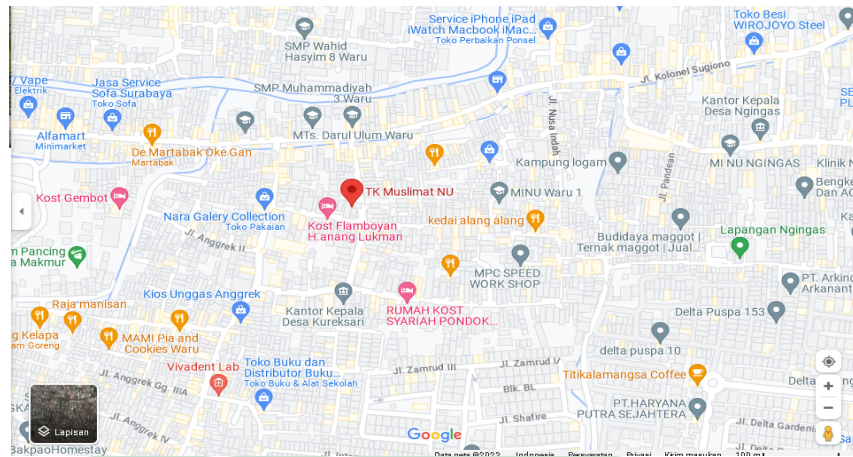 Service iPhone,iPad
iWatch Macbook iMac...
Toko Perbaikan Ponsel
Toko Besi
WIROJOYO Steel
SMP Wahid
Hasyim 8 Waru
Jl. Kolonel Sugiono
Vape
Elektrik
Jasa Service
Sofa Surabaya
Toko Sofa
SMP Muhammadiyah
3 Waru
Jl. Nusa Indah
Kantor Kepala
Desa Ngingas
Alfamart
Minimarket
MTs. Darul Ulum Waru
De Martabak Oke Gan
Martabak
Kampung logam
Jl. Pandean
MI NU NGINGAS
Klinik
Kost Gembot
TK Muslimat NU
MINU Waru 1
Nara Galery Collection
Toko Pakaian
Kost Flamboyan
H.anang Lukman
kedai alang alang
Jl. Anggrek II
Budidaya maggot |
Ternak maggot | Jual...
Lapangan Ngingas
Pancing
Makmur
MPC SPEED
WORK SHOP
PT. Arkin
Arkanant
Raja manisan
Kios Unggas Anggrek
Kantor Kepala
Desa Kureksari
RUMAH KOST
SYARIAH PONDOK...
Delta Puspa 153
Kelapa
Goreng
MAMI Pia and
Cookies Waru
delta puspa 10
Vivadent Lab
Toko Buku dan
Distributor Buku...
Toko Buku & Alat Sekolah
Jl. Zamrud III
Jl. Zamrud IA
Titikalamangsa Coffee
Jl. Anggrek Gg. IIIA
Blk. BL
Lapisan
Jl. Shafire
PT.HARYANA
PUTRA SEJAHTERA
Jl. Delta Gardenia
Jl. Anggrek IV
Google
BakpaoHomestay
Data peta ©2023 Indonesia Persyaratan Privasi Kirim masukan 100 m